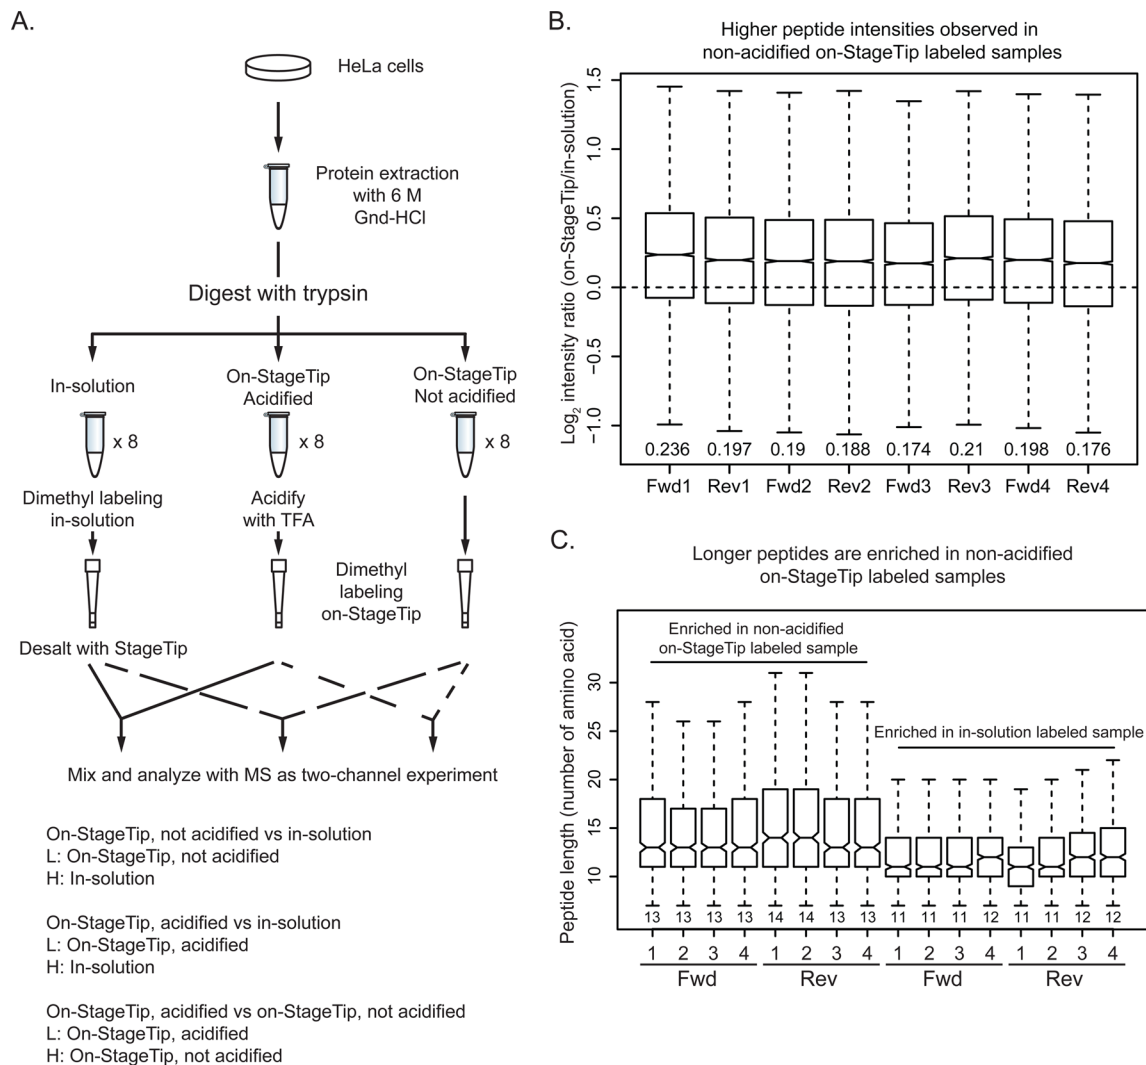 A.
HeLa cells
Protein extraction
with 6 M
Gnd-HCl
Digest with trypsin
In-solution
On-StageTip
Acidified
On-StageTip
Not acidified
x 8
x 8
x 8
Dimethyl labeling
in-solution
Acidify
with TFA
Dimethyl
labeling
on-StageTip
Desalt with StageTip
Mix and analyze with MS as two-channel experiment
On-StageTip, not acidified vs in-solution
L: On-StageTip, not acidified
H: In-solution
On-StageTip, acidified vs in-solution
L: On-StageTip, acidified
H: In-solution
On-StageTip, acidified vs on-StageTip, not acidified
L: On-StageTip, acidified
H: On-StageTip, not acidified
B.
Higher peptide intensities observed in
non-acidified on-StageTip labeled samples
Log2 intensity ratio (on-StageTip/in-solution)
1.5
1.0
0.5
0.0
−0.5
−1.0
0.236 0.197 0.19 0.188 0.174 0.21 0.198 0.176
Fwd1 Rev1 Fwd2 Rev2 Fwd3 Rev3 Fwd4 Rev4
C.
Longer peptides are enriched in non-acidified
on-StageTip labeled samples
Peptide length (number of amino acid)
30
25
20
15
10
Enriched in non-acidified
on-StageTip labeled sample
Enriched in in-solution labeled sample
13 13 13 13 14 14 13 13 11 11 11 12 11 11 12 12
1 2 3 4 1 2 3 4 1 2 3 4 1 2 3 4
Fwd Rev Fwd Rev